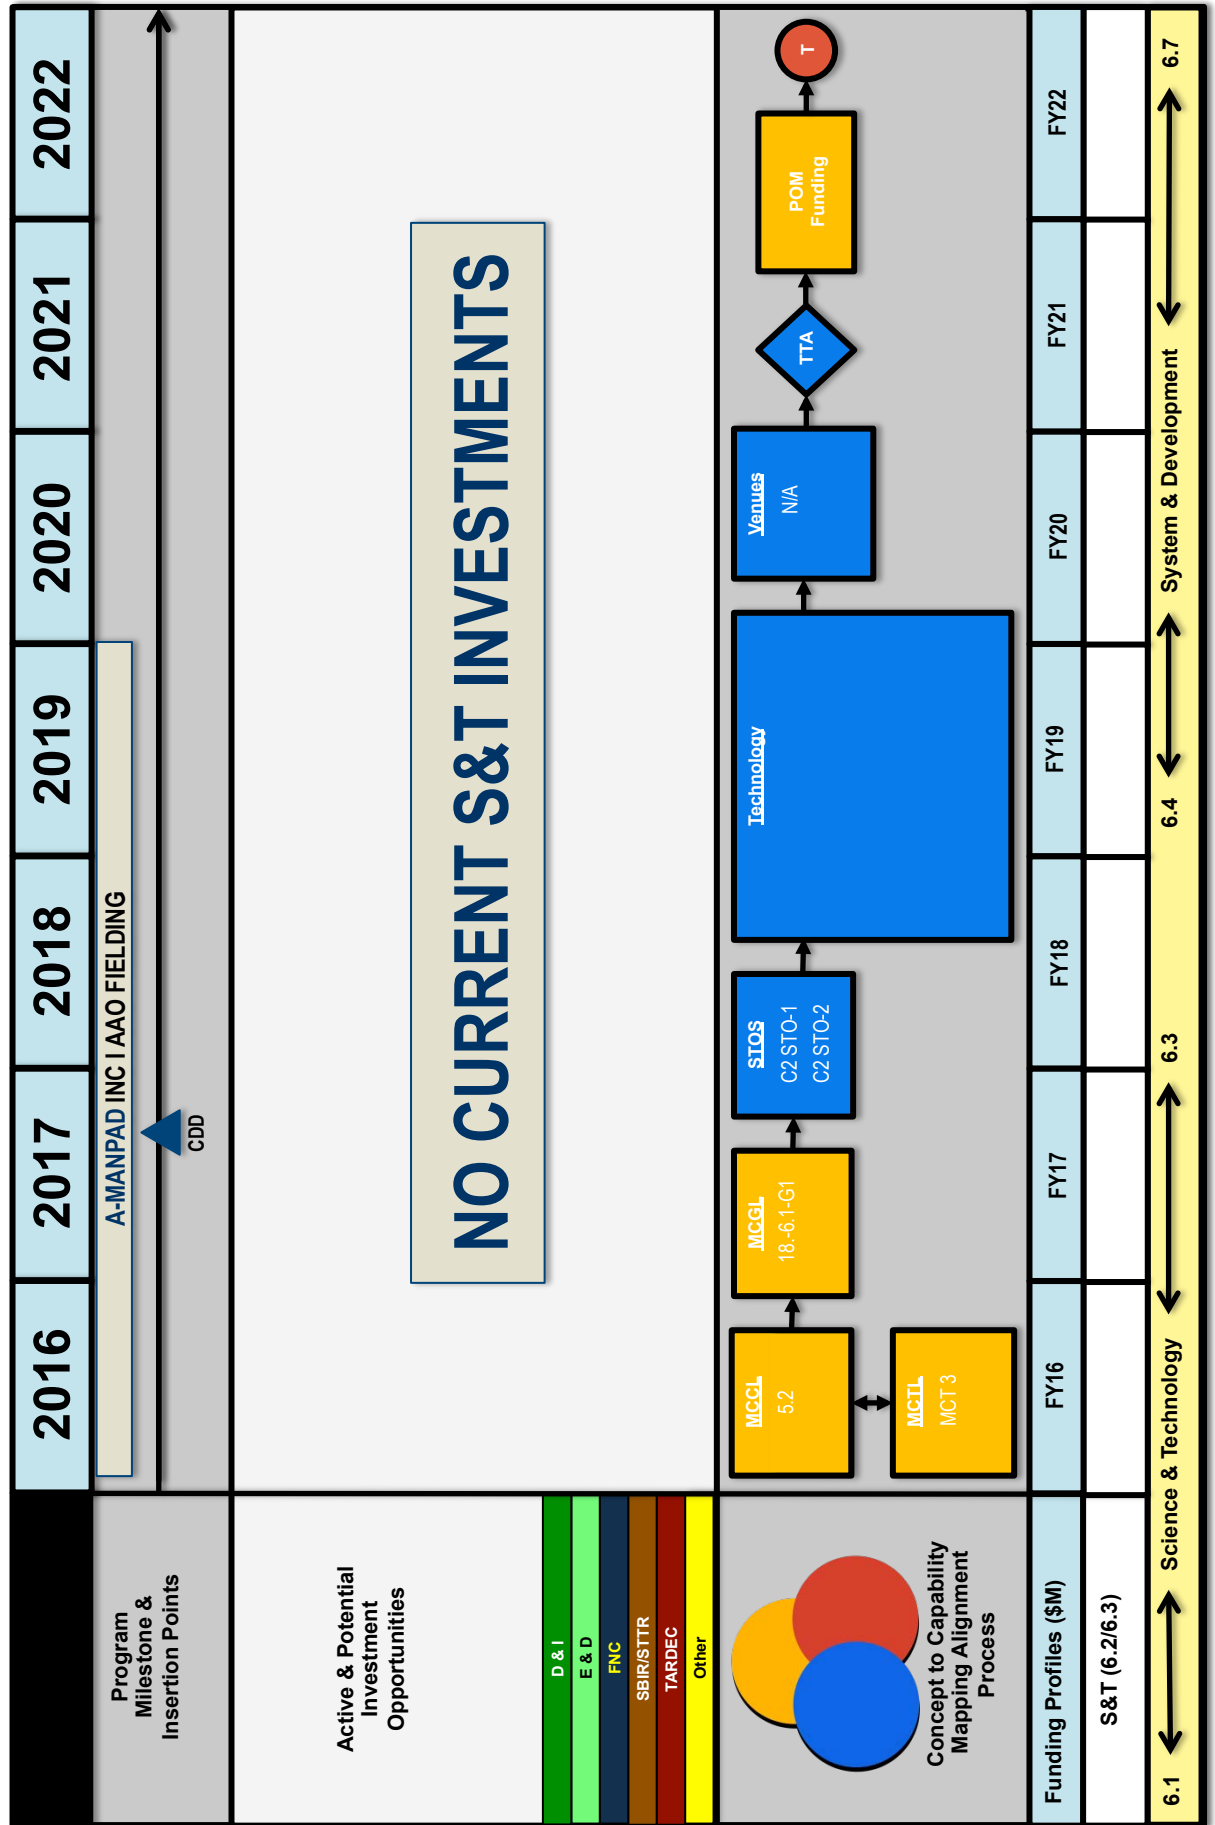 2016 2017 2018 2019 2020 2021 2022
Program
Milestone &
Insertion Points
A-MANPAD INC I AAO FIELDING
CDD
Active & Potential
Investment
Opportunities
NO CURRENT S&T INVESTMENTS
D & I
E & D
FNC
SBIR/STTR
TARDEC
Other
Concept to Capability
Mapping Alignment
Process
MCCL
5.2
MCTL
MCT 3
MCGL
18.-6.1-G1
STOS
C2 STO-1
C2 STO-2
Technology
Venues
N/A
TTA
POM
Funding
T
Funding Profiles ($M) FY16 FY17 FY18 FY19 FY20 FY21 FY22
S&T (6.2/6.3)
6.1 Science & Technology 6.3 6.4 System & Development 6.7